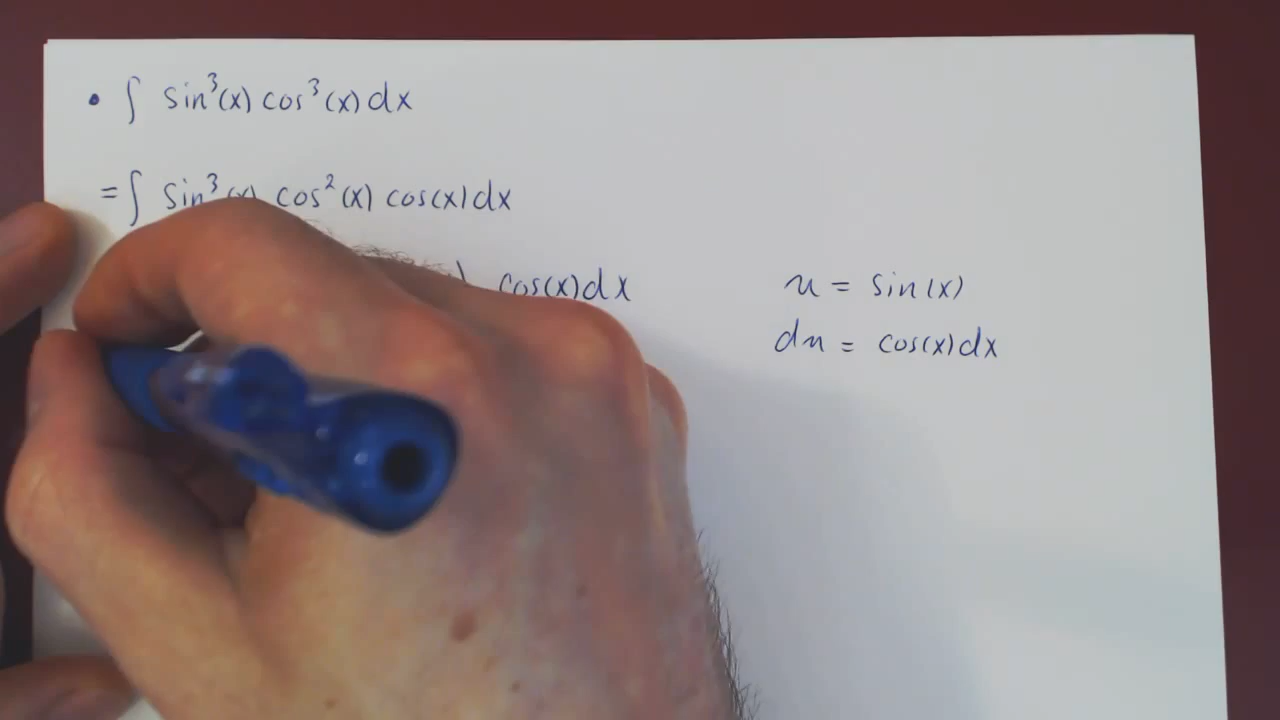 • ∫ sin³(x) cos³(x) dx
= ∫ sin³(x) cos²(x) cos(x) dx
) cos(x) dx
u = sin(x)
du = cos(x) dx